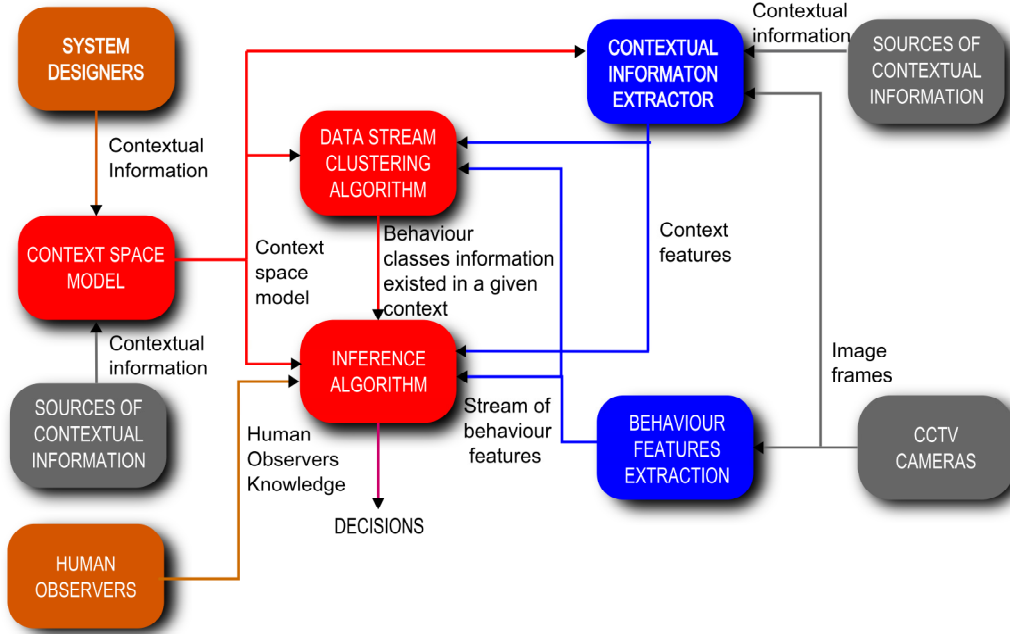 SYSTEM
DESIGNERS
Contextual
Information
CONTEXT SPACE
MODEL
Contextual
information
SOURCES OF
CONTEXTUAL
INFORMATION
HUMAN
OBSERVERS
Context
space
model
DATA STREAM
CLUSTERING
ALGORITHM
Behaviour
classes information
existed in a given
context
INFERENCE
ALGORITHM
Human
Observers
Knowledge
DECISIONS
CONTEXTUAL
INFORMATON
EXTRACTOR
Contextual
information
SOURCES OF
CONTEXTUAL
INFORMATION
Context
features
Image
frames
Stream of
behaviour
features
BEHAVIOUR
FEATURES
EXTRACTION
CCTV
CAMERAS